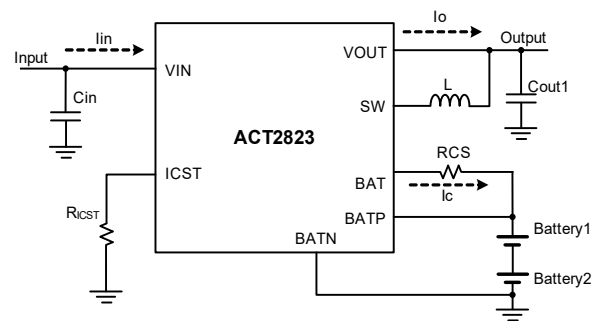 Iin
Io
Input
Output
VOUT
VIN
L
Cin
Cout1
SW
ACT2823
RCS
ICST
BAT
Ic
RICST
BATP
Battery1
BATN
Battery2